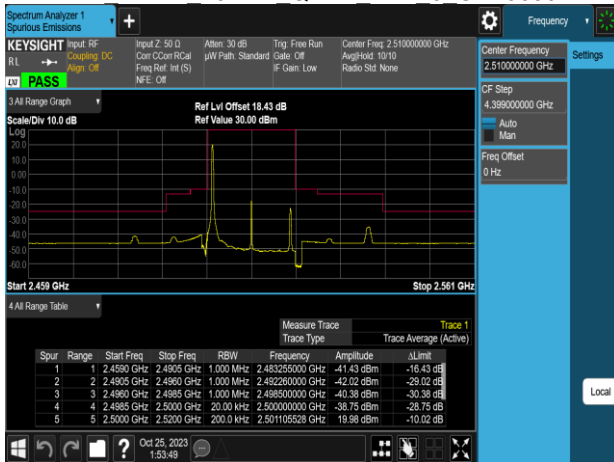 Spectrum Analyzer 1
Spurious Emissions
Frequency
KEYSIGHT
Input: RF
Input Z: 50 Ω
Atten: 30 dB
Trig: Free Run
Center Freq: 2.510000000 GHz
RL
Coupling: DC
Corr CCorr RCal
µW Path: Standard
Gate: Off
Avg|Hold: 10/10
Align: Off
Freq Ref: Int (S)
IF Gain: Low
Radio Std: None
LXI
PASS
NFE: Off
Center Frequency
2.510000000 GHz
Settings
CF Step
4.399000000 GHz
Auto
Man
Freq Offset
0 Hz
3 All Range Graph
Ref Lvl Offset 18.43 dB
Scale/Div 10.0 dB
Ref Value 30.00 dBm
Log
20.0
10.0
0.00
-10.0
-20.0
-30.0
-40.0
-50.0
-60.0
Start 2.459 GHz
Stop 2.561 GHz
4 All Range Table
Measure Trace
Trace 1
Trace Type
Trace Average (Active)
Spur Range Start Freq Stop Freq RBW Frequency Amplitude ΔLimit
1 1 2.4590 GHz 2.4905 GHz 1.000 MHz 2.483255000 GHz -41.43 dBm -16.43 dB
2 2 2.4905 GHz 2.4960 GHz 1.000 MHz 2.492260000 GHz -42.02 dBm -29.02 dB
3 3 2.4960 GHz 2.4985 GHz 1.000 MHz 2.498500000 GHz -40.38 dBm -30.38 dB
4 4 2.4985 GHz 2.5000 GHz 20.00 kHz 2.500000000 GHz -38.75 dBm -28.75 dB
5 5 2.5000 GHz 2.5200 GHz 200.0 kHz 2.501105528 GHz 19.98 dBm -10.02 dB
Local
Oct 25, 2023
1:53:49